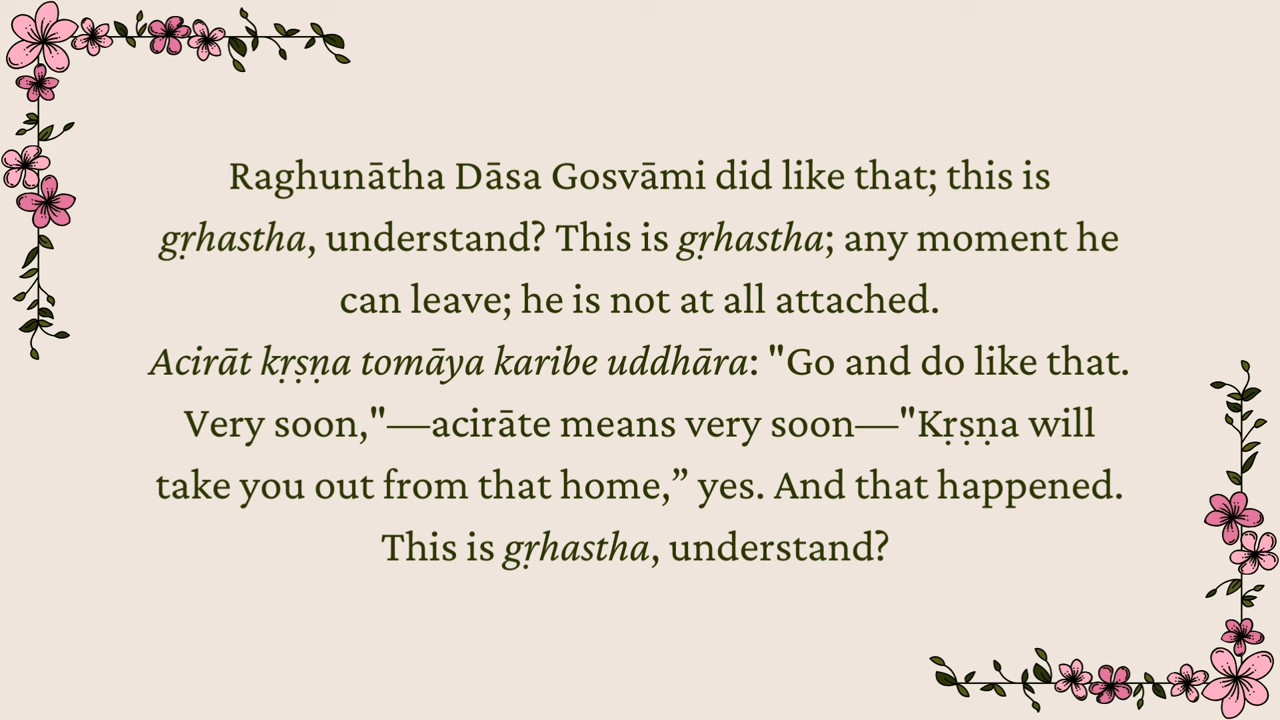 Raghunātha Dāsa Gosvāmi did like that; this is
gṛhastha, understand? This is gṛhastha; any moment he
can leave; he is not at all attached.
Acirāt kṛṣṇa tomāya karibe uddhāra: "Go and do like that.
Very soon,"—acirāte means very soon—"Kṛṣṇa will
take you out from that home,” yes. And that happened.
This is gṛhastha, understand?